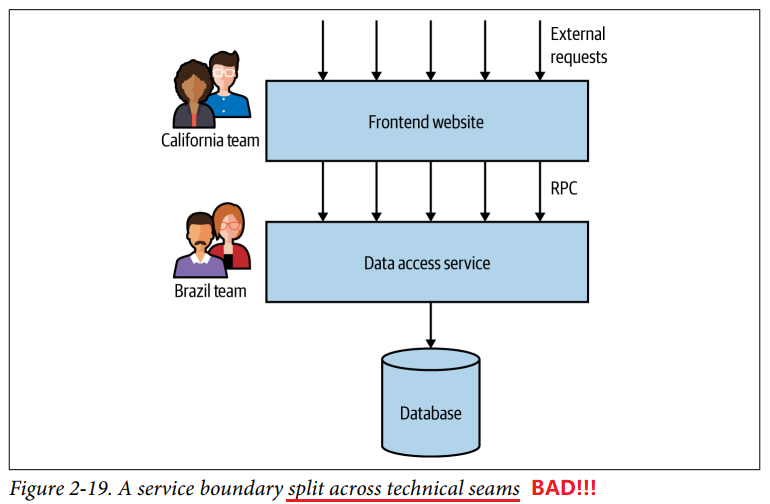 External
requests
Frontend website
California team
RPC
Data access service
Brazil team
Database
Figure 2-19. A service boundary split across technical seams BAD!!!